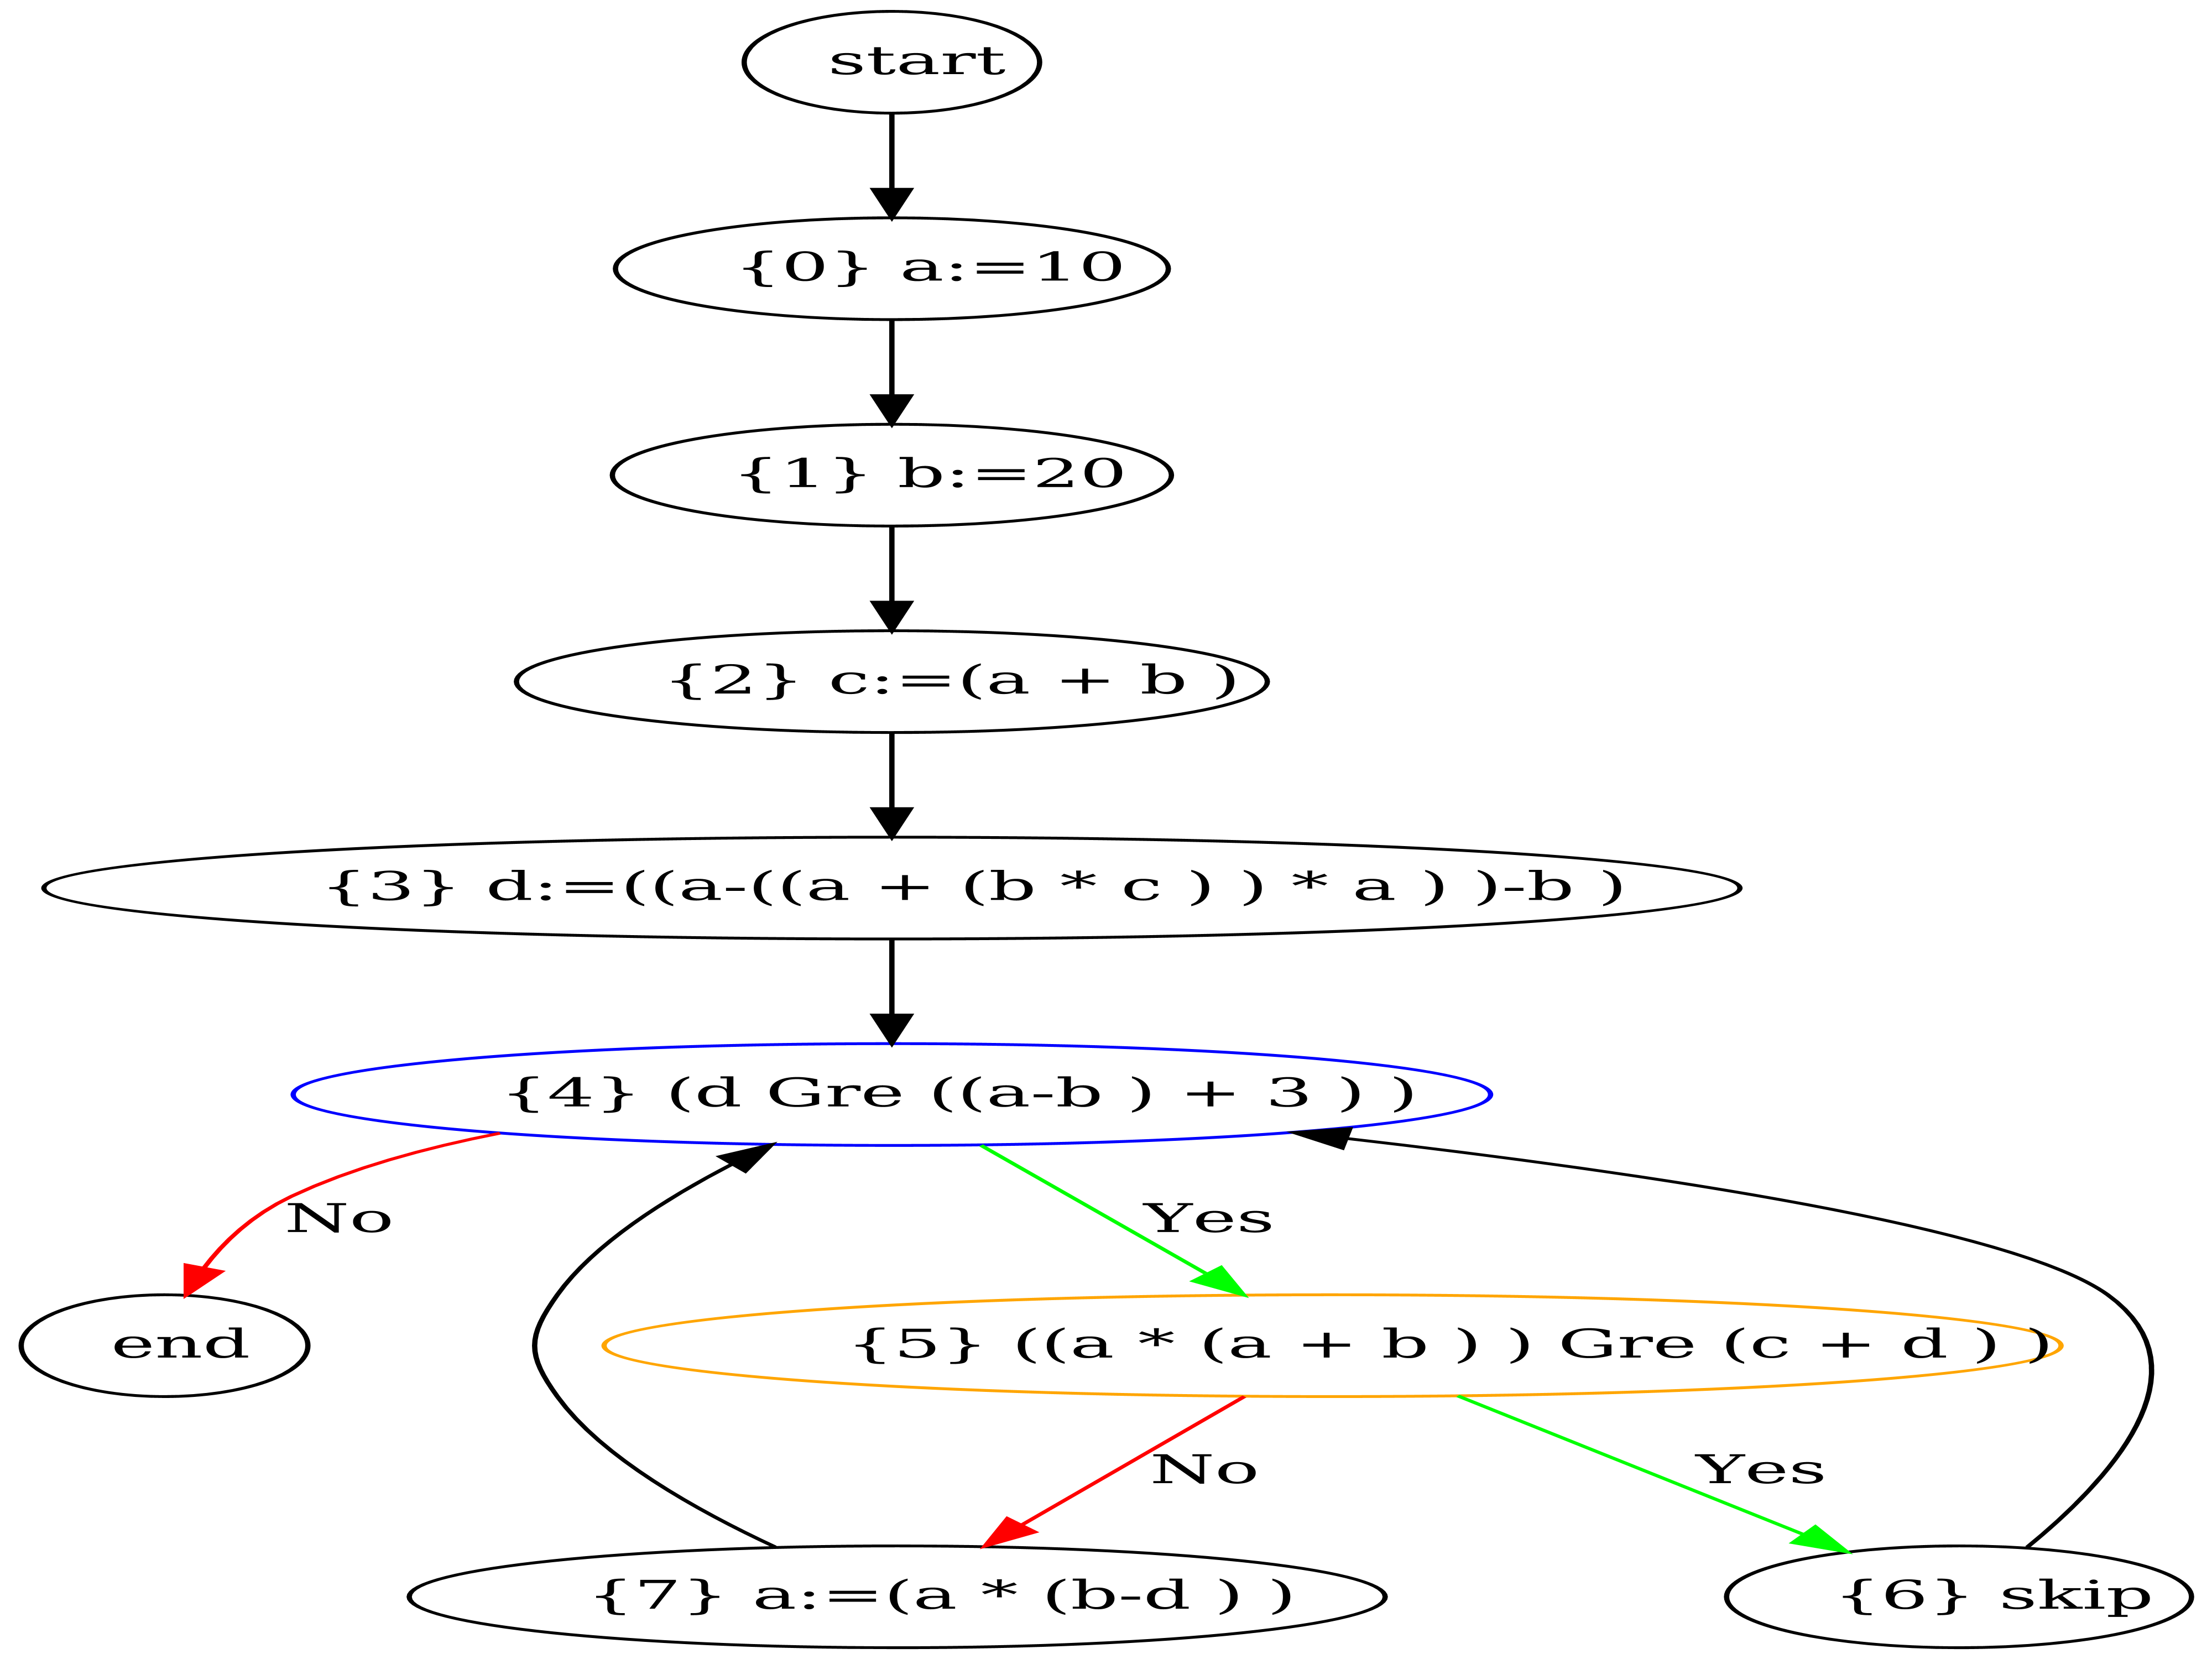 start
{0} a:=10
{1} b:=20
{2} c:=(a + b )
{3} d:=((a-((a + (b * c ) ) * a ) )-b )
{4} (d Gre ((a-b ) + 3 ) )
No
Yes
end
{5} ((a * (a + b ) ) Gre (c + d ) )
No
Yes
{7} a:=(a * (b-d ) )
{6} skip